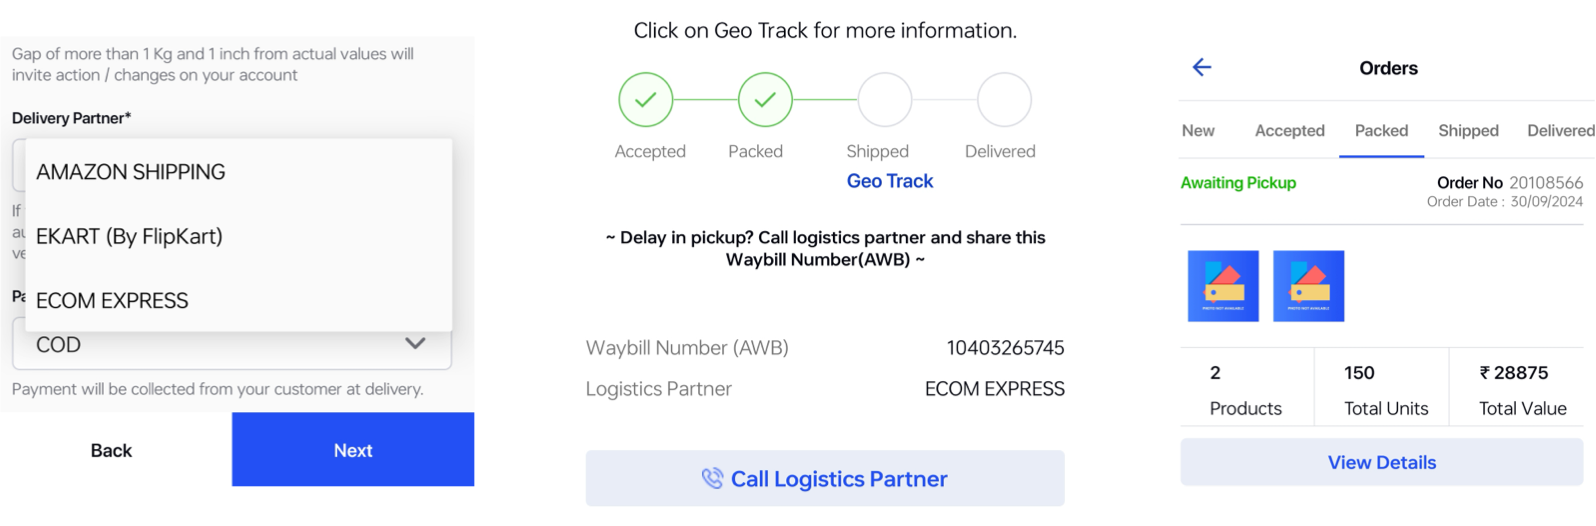 Gap of more than 1 Kg and 1 inch from actual values will
invite action / changes on your account
Delivery Partner*
AMAZON SHIPPING
If
EKART (By FlipKart)
au
ve
Pa
ECOM EXPRESS
COD
Payment will be collected from your customer at delivery.
Back
Next
Click on Geo Track for more information.
Accepted
Packed
Shipped
Delivered
Geo Track
~ Delay in pickup? Call logistics partner and share this
Waybill Number(AWB) ~
Waybill Number (AWB) 10403265745
Logistics Partner ECOM EXPRESS
Call Logistics Partner
Orders
New Accepted Packed Shipped Delivered
Awaiting Pickup
Order No 20108566
Order Date : 30/09/2024
PHOTO NOT AVAILABLE
PHOTO NOT AVAILABLE
2 150 ₹ 28875
Products Total Units Total Value
View Details